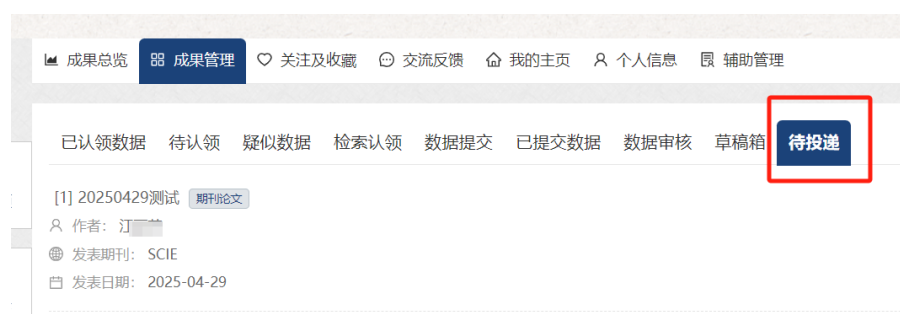 成果总览 成果管理 关注及收藏 交流反馈 我的主页 个人信息 辅助管理
已认领数据 待认领 疑似数据 检索认领 数据提交 已提交数据 数据审核 草稿箱 待投递
[1] 20250429测试 期刊论文
作者：
发表期刊： SCIE
发表日期： 2025-04-29